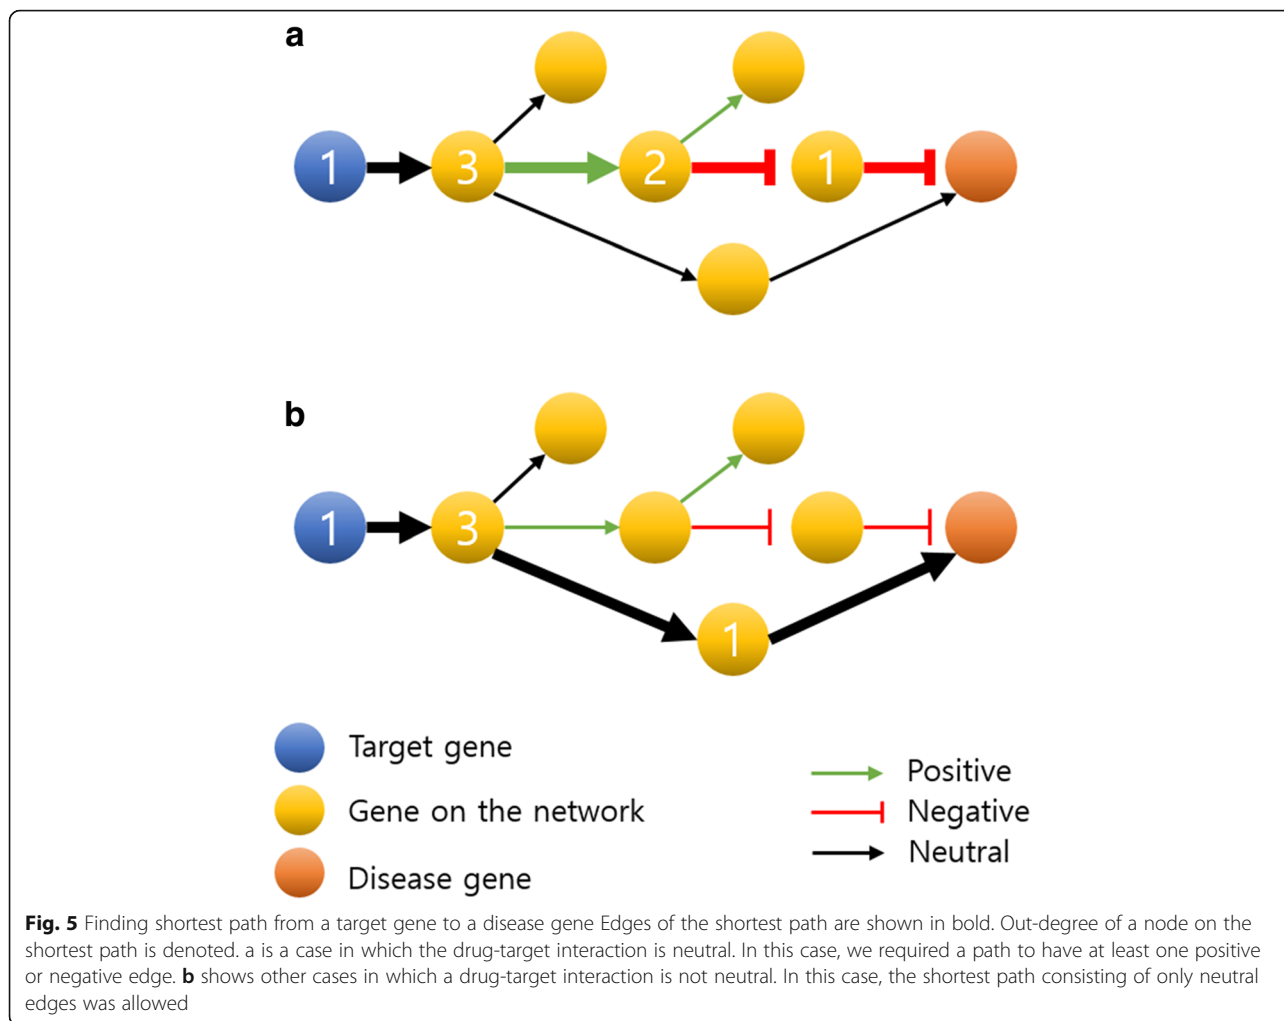 a
1 3 2 1
b
1 3
1
Target gene
Gene on the network
Disease gene
Positive
Negative
Neutral
Fig. 5 Finding shortest path from a target gene to a disease gene Edges of the shortest path are shown in bold. Out-degree of a node on the
shortest path is denoted. a is a case in which the drug-target interaction is neutral. In this case, we required a path to have at least one positive
or negative edge. b shows other cases in which a drug-target interaction is not neutral. In this case, the shortest path consisting of only neutral
edges was allowed